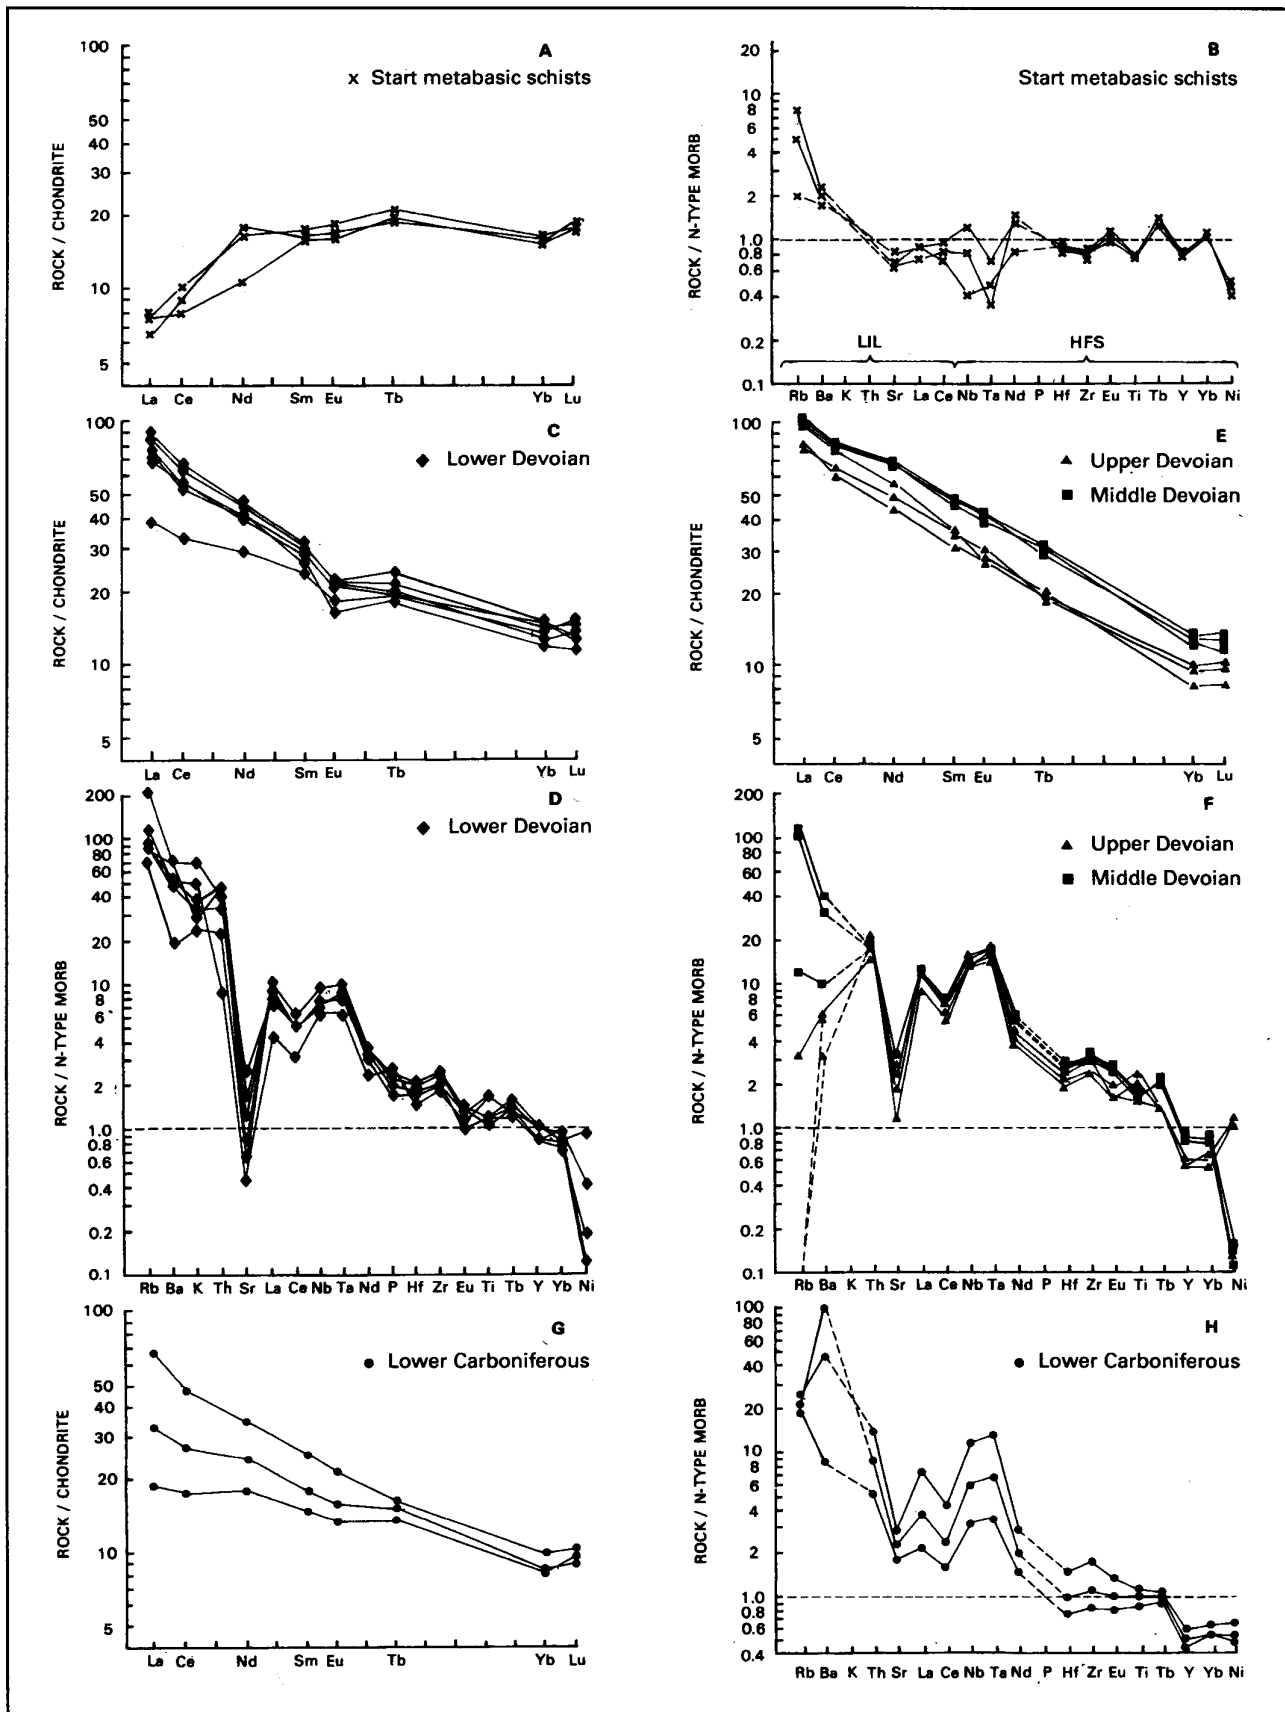 A
x Start metabasic schists
ROCK / CHONDRITE
100
50
40
30
20
10
5
La Ce Nd Sm Eu Tb Yb Lu
B
Start metabasic schists
ROCK / N-TYPE MORB
20
10
8
6
4
2
1.0
0.8
0.6
0.4
0.2
0.1
LIL HFS
Rb Ba K Th Sr La Ce Nb Ta Nd P Hf Zr Eu Ti Tb Y Yb Ni
C
Lower Devoian
ROCK / CHONDRITE
100
50
40
30
20
10
5
La Ce Nd Sm Eu Tb Yb Lu
E
Upper Devoian
Middle Devoian
ROCK / CHONDRITE
100
50
40
30
20
10
5
La Ce Nd Sm Eu Tb Yb Lu
D
Lower Devoian
ROCK / N-TYPE MORB
200
100
80
60
40
20
10
8
6
4
2
1.0
0.8
0.6
0.4
0.2
0.1
Rb Ba K Th Sr La Ce Nb Ta Nd P Hf Zr Eu Ti Tb Y Yb Ni
F
Upper Devoian
Middle Devoian
ROCK / N-TYPE MORB
200
100
80
60
40
20
10
8
6
4
2
1.0
0.8
0.6
0.4
0.2
0.1
Rb Ba K Th Sr La Ce Nb Ta Nd P Hf Zr Eu Ti Tb Y Yb Ni
G
Lower Carboniferous
ROCK / CHONDRITE
100
50
40
30
20
10
5
La Ce Nd Sm Eu Tb Yb Lu
H
Lower Carboniferous
ROCK / N-TYPE MORB
100
80
60
40
20
10
8
6
4
2
1.0
0.8
0.6
0.4
Rb Ba K Th Sr La Ce Nb Ta Nd P Hf Zr Eu Ti Tb Y Yb Ni